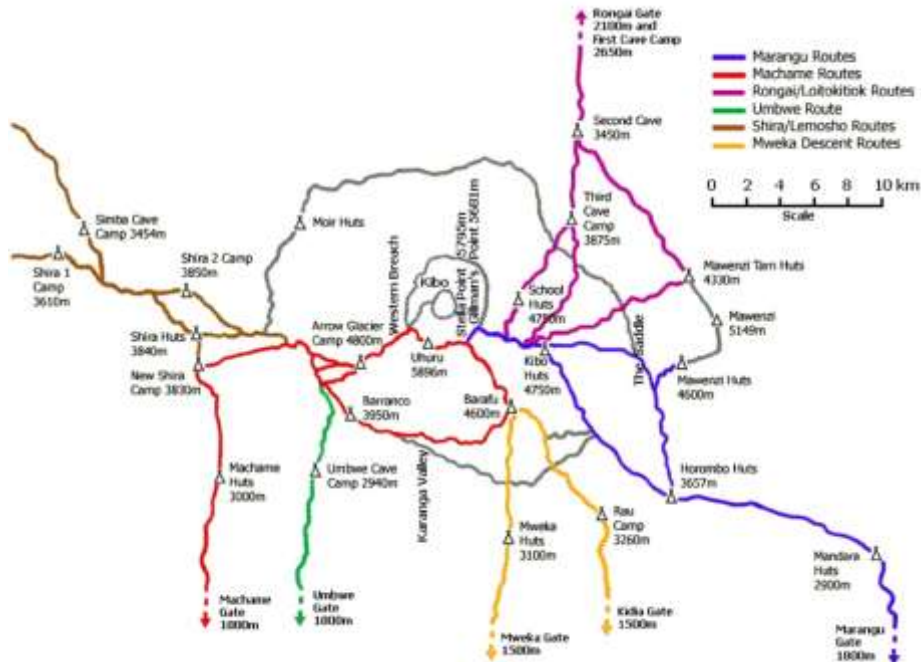 Rongai Gate
2100m and
First Cave Camp
2650m
Marangu Routes
Machame Routes
Rongai/Loitokitiok Routes
Umbwe Route
Shira/Lemosho Routes
Mweka Descent Routes
0 2 4 6 8 10 km
Scale
Second Cave
3450m
Third
Cave
Camp
3875m
Moir Huts
Simba Cave
Camp 3454m
Shira 1
Camp
3610m
Shira 2 Camp
3850m
Western Breach
Kibo
Stella Point 5795m
Gillman's Point 5681m
School
Huts
4750m
Mawenzi Tarn Huts
4330m
Mawenzi
5149m
The Saddle
Shira Huts
3840m
Arrow Glacier
Camp 4800m
Uhuru
5896m
Kibo
Huts
4750m
Mawenzi Huts
4600m
New Shira
Camp 3830m
Barranco
3950m
Barafu
4600m
Machame
Huts
3000m
Umbwe Cave
Camp 2940m
Karanga Valley
Horombo Huts
3657m
Mweka
Huts
3100m
Rau
Camp
3260m
Mandara
Huts
2900m
Machame
Gate
1800m
Umbwe
Gate
1800m
Mweka Gate
1500m
Kidia Gate
1500m
Marangu
Gate
1800m